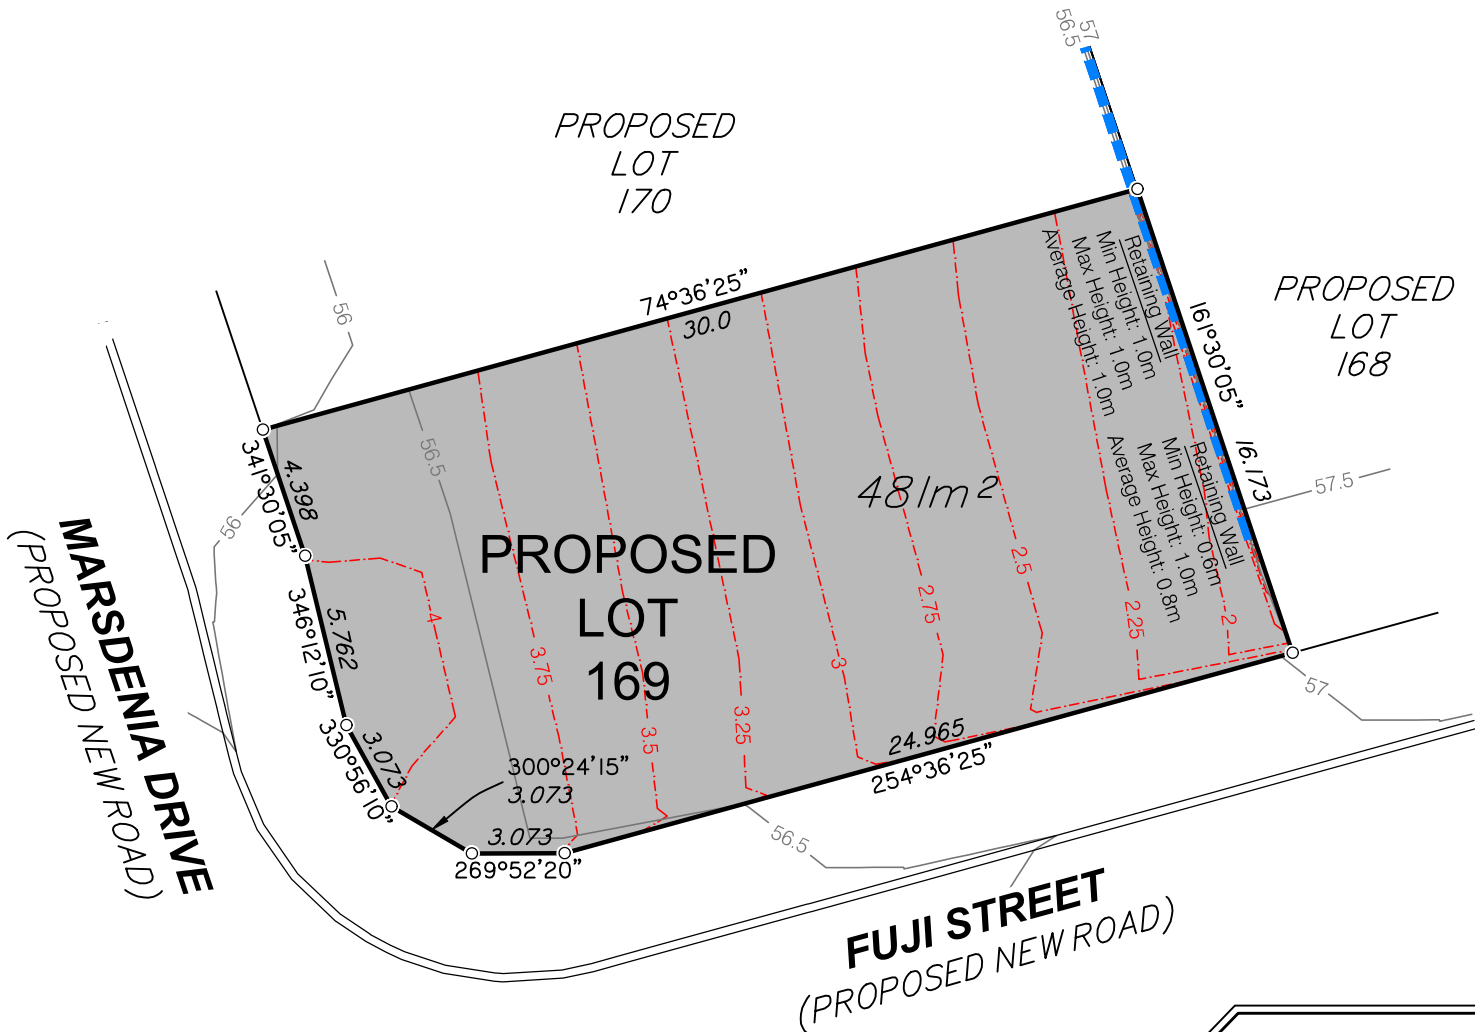 57
56.5
PROPOSED
LOT
170
PROPOSED
LOT
168
56
74°36'25"
30.0
Retaining Wall
Min Height: 1.0m
Max Height: 1.0m
Average Height: 1.0m
161°30'05"
16.173
Retaining Wall
Min Height: 0.6m
Max Height: 1.0m
Average Height: 0.8m
57.5
341°30'05"
4.398
56.5
56
481m²
PROPOSED
LOT
169
4
3.75
3.5
3.25
3
2.75
2.5
2.25
2
346°12'10"
5.762
330°56'10"
3.073
300°24'15"
3.073
3.073
269°52'20"
24.965
254°36'25"
57
56.5
MARSDENIA DRIVE
(PROPOSED NEW ROAD)
FUJI STREET
(PROPOSED NEW ROAD)